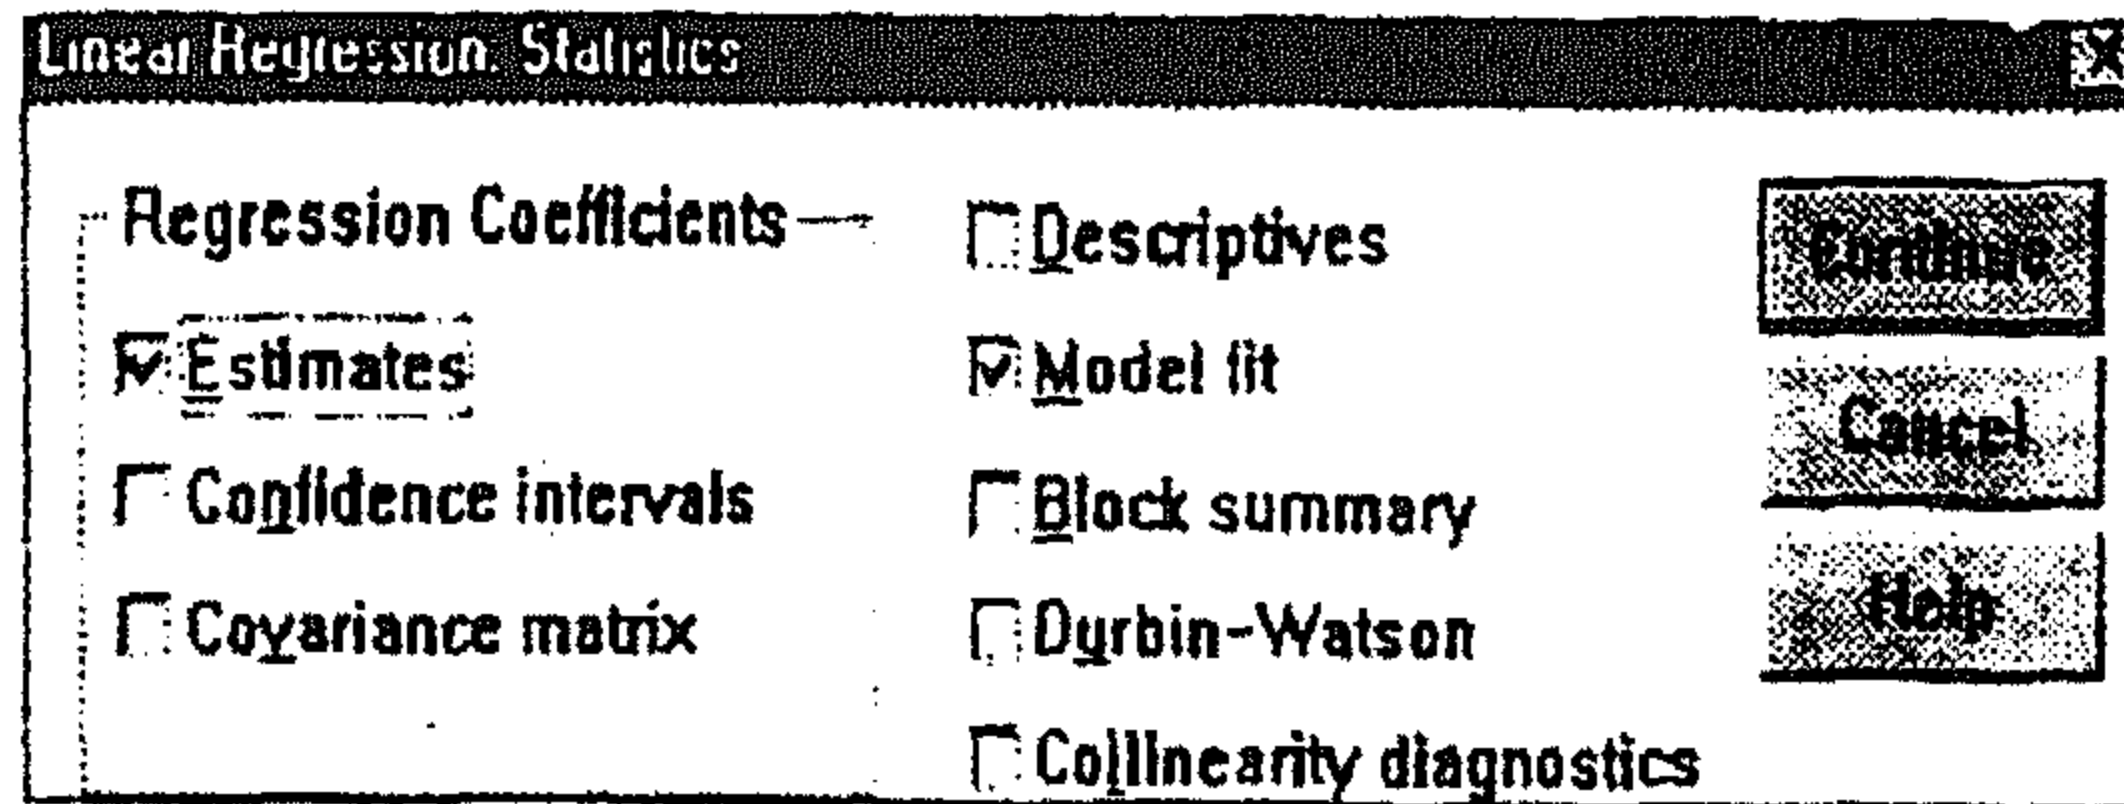 Linear Regression: Statistics
Regression Coefficients
Estimates
Confidence intervals
Covariance matrix
Descriptives
Model fit
Block summary
Durbin-Watson
Collinearity diagnostics
Continue
Cancel
Help